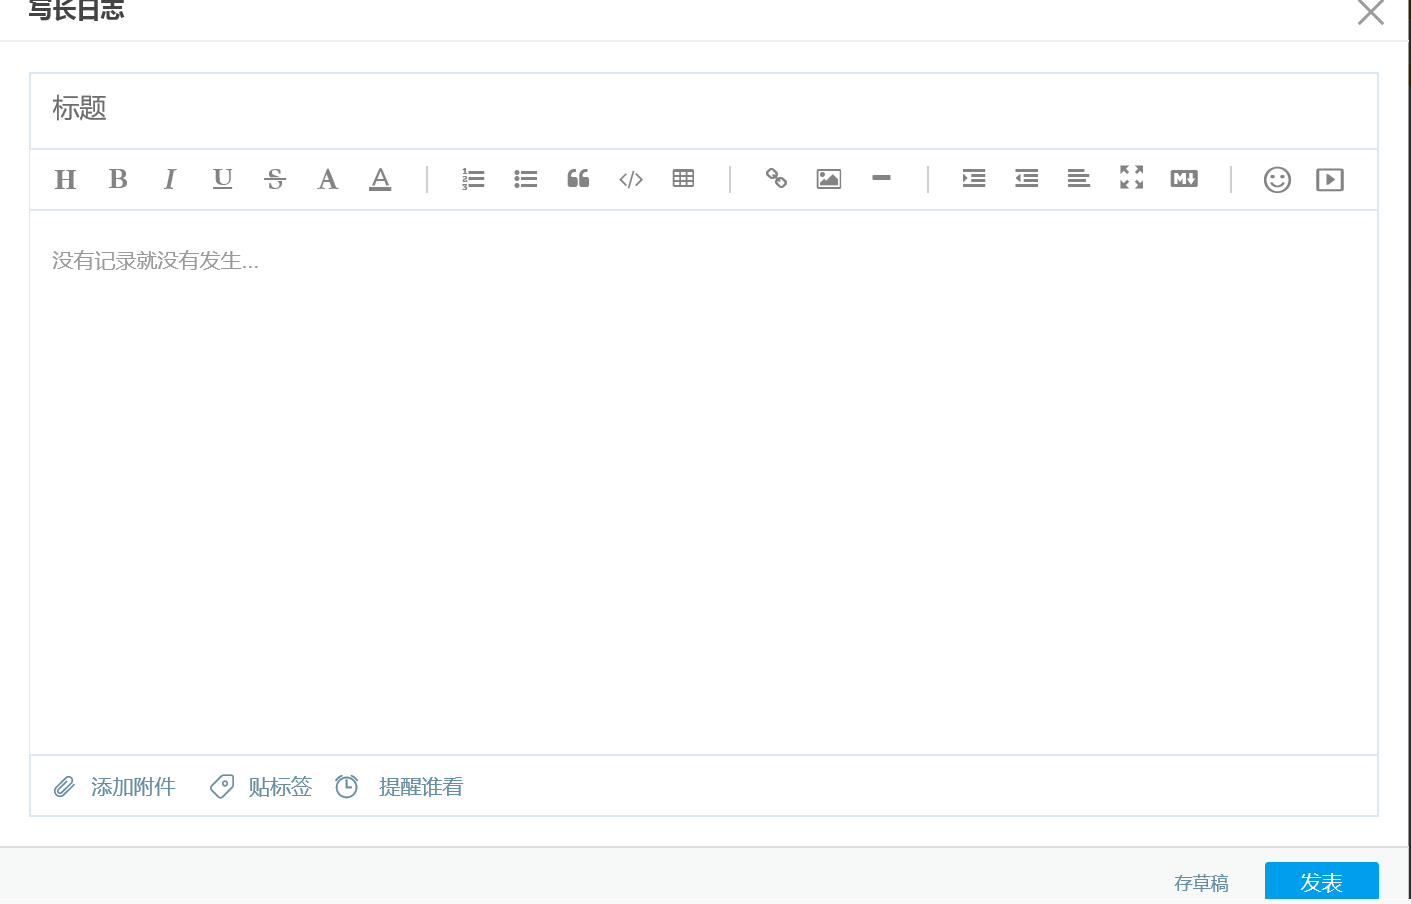 写长日志
标题
H B I U S A A M↓
没有记录就没有发生...
添加附件 贴标签 提醒谁看
存草稿 发表